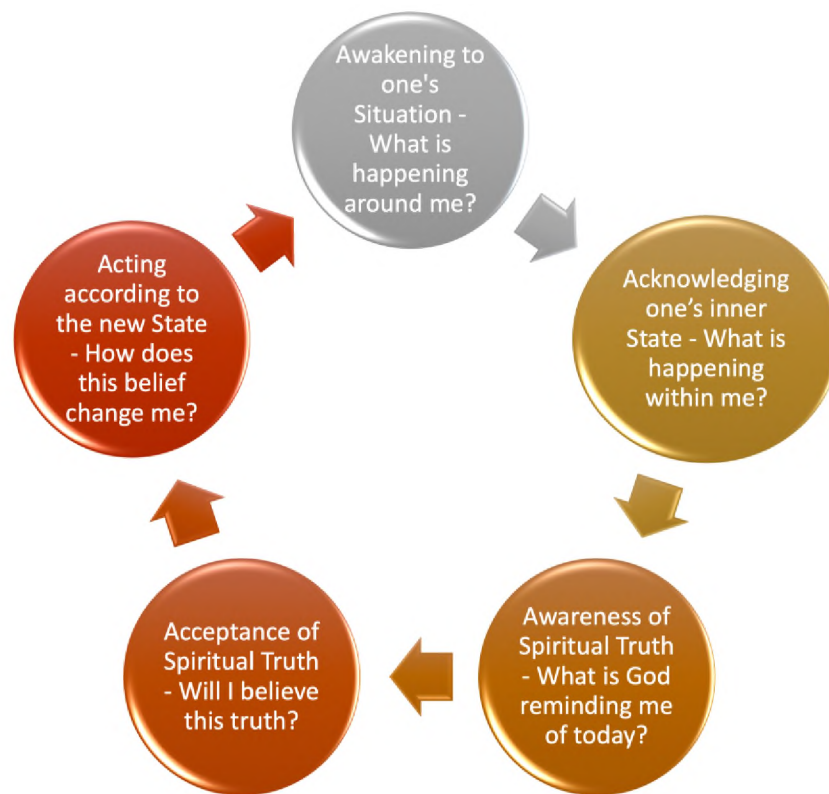 Awakening to
one's
Situation -
What is
happening
around me?
Acknowledging
one’s inner
State - What is
happening
within me?
Awareness of
Spiritual Truth
- What is God
reminding me
of today?
Acceptance of
Spiritual Truth
- Will I believe
this truth?
Acting
according to
the new State
- How does
this belief
change me?